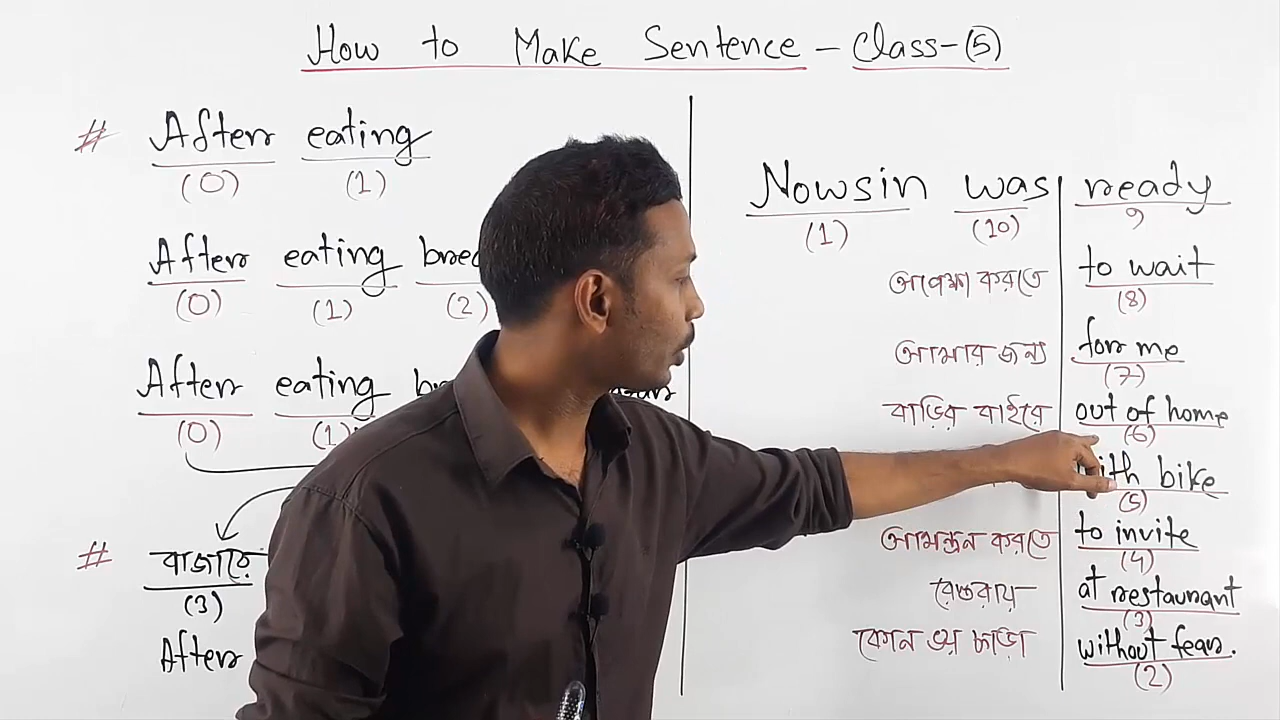 How to Make Sentence - Class-(5)
# After eating
(0) (1)
After eating
(0) (1) (2)
After eating
(0) (1)
# বাজারে
(3)
After
Nowsin was ready
(1) (10) 9
অপেক্ষা করতে to wait
(8)
আমার জন্য for me
(7)
বাড়ির বাইরে out of home
(6)
with bike
(5)
আমন্ত্রন করতে to invite
(4)
রেস্তরায় at restaurant
(3)
কোন ভয় ছাড়া without fear.
(2)